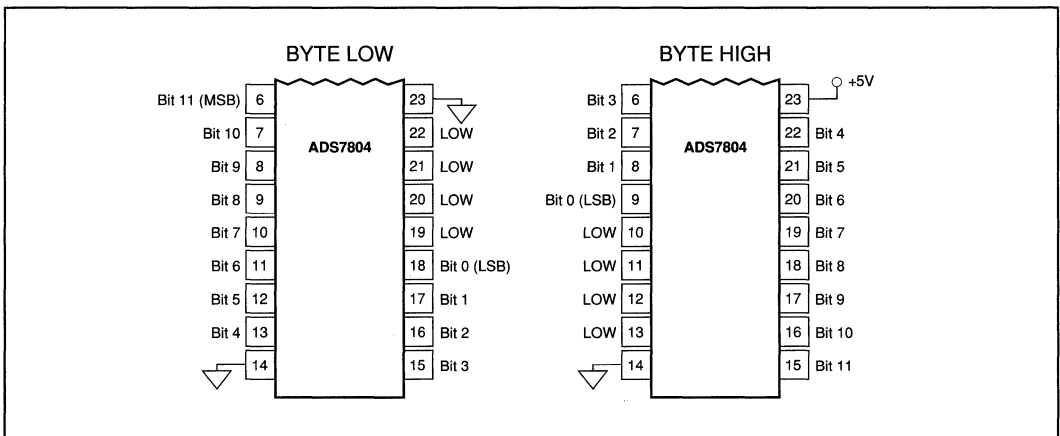 BYTE LOW
Bit 11 (MSB) 6 23
Bit 10 7 22 LOW
ADS7804
Bit 9 8 21 LOW
Bit 8 9 20 LOW
Bit 7 10 19 LOW
Bit 6 11 18 Bit 0 (LSB)
Bit 5 12 17 Bit 1
Bit 4 13 16 Bit 2
14 15 Bit 3
BYTE HIGH
+5V
Bit 3 6 23
Bit 2 7 22 Bit 4
ADS7804
Bit 1 8 21 Bit 5
Bit 0 (LSB) 9 20 Bit 6
LOW 10 19 Bit 7
LOW 11 18 Bit 8
LOW 12 17 Bit 9
LOW 13 16 Bit 10
14 15 Bit 11